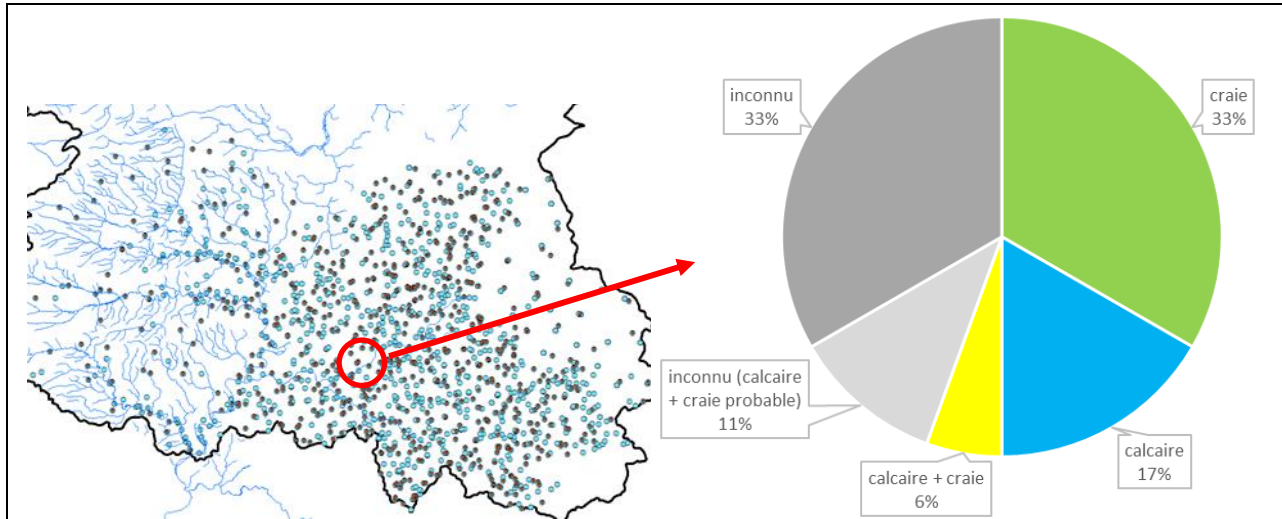 inconnu
33%
craie
33%
inconnu (calcaire
+ craie probable)
11%
calcaire + craie
6%
calcaire
17%